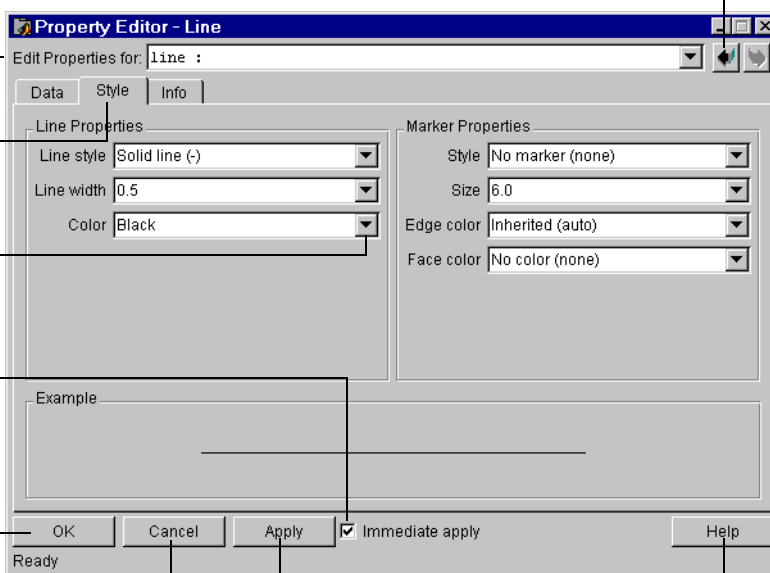 Property Editor - Line
Edit Properties for: line :
Data Style Info
Line Properties
Line style Solid line (-)
Line width 0.5
Color Black
Marker Properties
Style No marker (none)
Size 6.0
Edge color Inherited (auto)
Face color No color (none)
Example
OK Cancel Apply Immediate apply Help
Ready